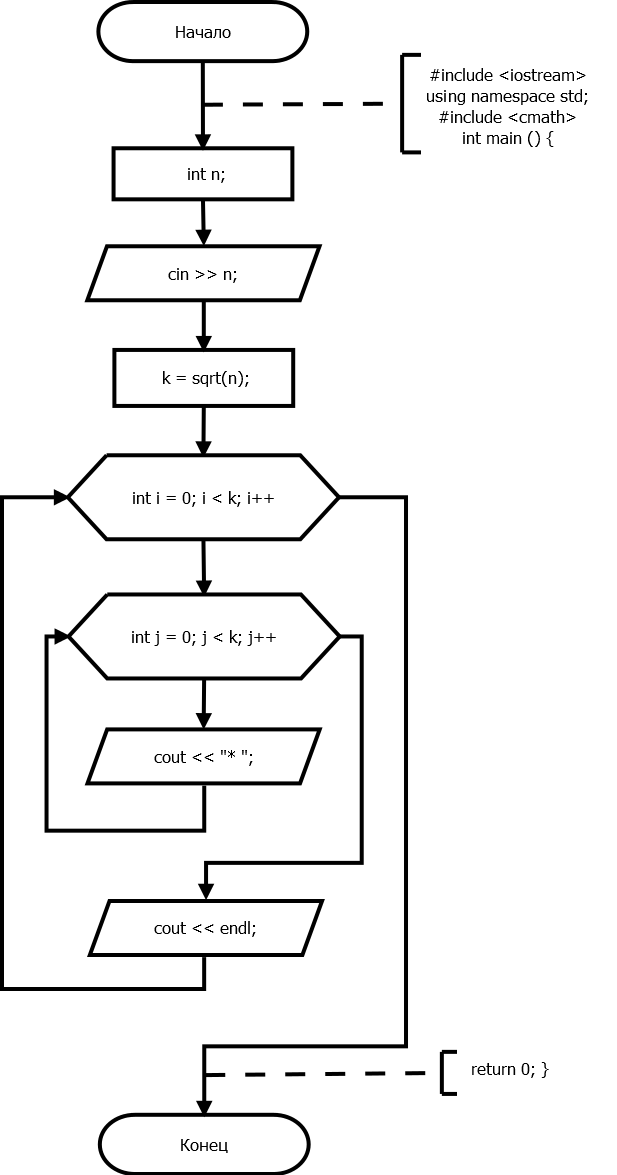 Начало
#include <iostream>
using namespace std;
#include <cmath>
int main () {
int n;
cin >> n;
k = sqrt(n);
int i = 0; i < k; i++
int j = 0; j < k; j++
cout << "* ";
cout << endl;
return 0; }
Конец